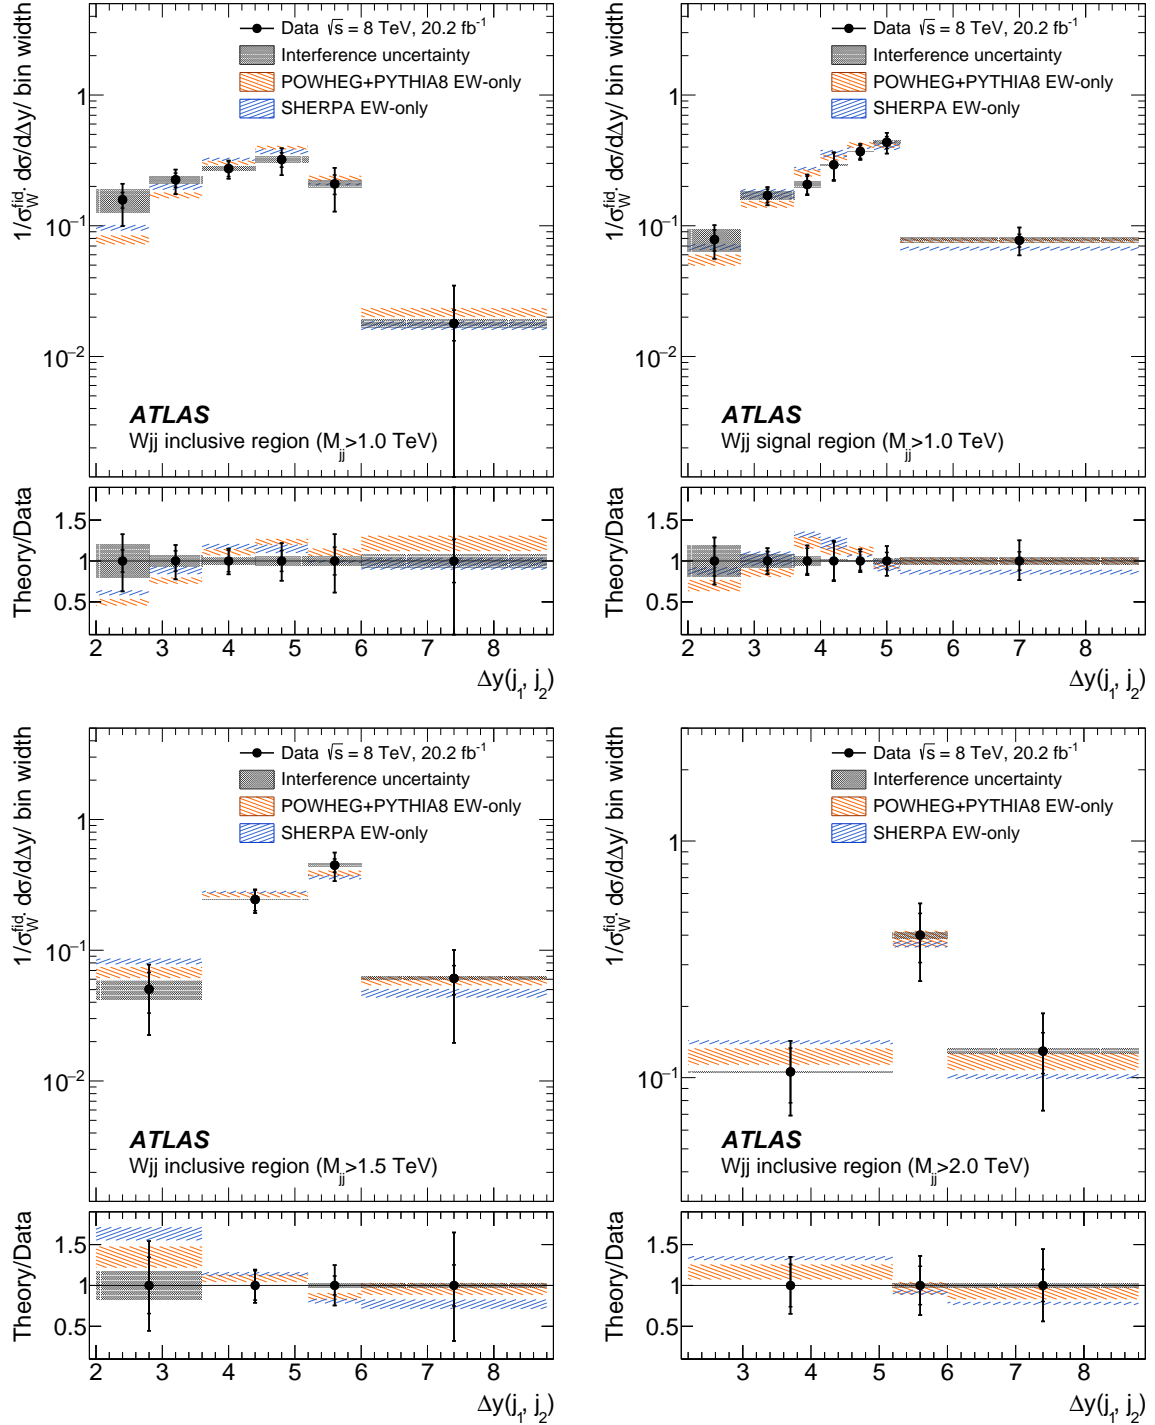 1/σ_W^fid· dσ/dΔy/ bin width
Data √s = 8 TeV, 20.2 fb⁻¹
Interference uncertainty
POWHEG+PYTHIA8 EW-only
SHERPA EW-only
1
10⁻¹
10⁻²
ATLAS
Wjj inclusive region (M_jj>1.0 TeV)
Theory/Data
1.5
1
0.5
2 3 4 5 6 7 8
Δy(j_1, j_2)
1/σ_W^fid· dσ/dΔy/ bin width
Data √s = 8 TeV, 20.2 fb⁻¹
Interference uncertainty
POWHEG+PYTHIA8 EW-only
SHERPA EW-only
1
10⁻¹
10⁻²
ATLAS
Wjj signal region (M_jj>1.0 TeV)
Theory/Data
1.5
1
0.5
2 3 4 5 6 7 8
Δy(j_1, j_2)
1/σ_W^fid· dσ/dΔy/ bin width
Data √s = 8 TeV, 20.2 fb⁻¹
Interference uncertainty
POWHEG+PYTHIA8 EW-only
SHERPA EW-only
1
10⁻¹
10⁻²
ATLAS
Wjj inclusive region (M_jj>1.5 TeV)
Theory/Data
1.5
1
0.5
2 3 4 5 6 7 8
Δy(j_1, j_2)
1/σ_W^fid· dσ/dΔy/ bin width
Data √s = 8 TeV, 20.2 fb⁻¹
Interference uncertainty
POWHEG+PYTHIA8 EW-only
SHERPA EW-only
1
10⁻¹
ATLAS
Wjj inclusive region (M_jj>2.0 TeV)
Theory/Data
1.5
1
0.5
3 4 5 6 7 8
Δy(j_1, j_2)